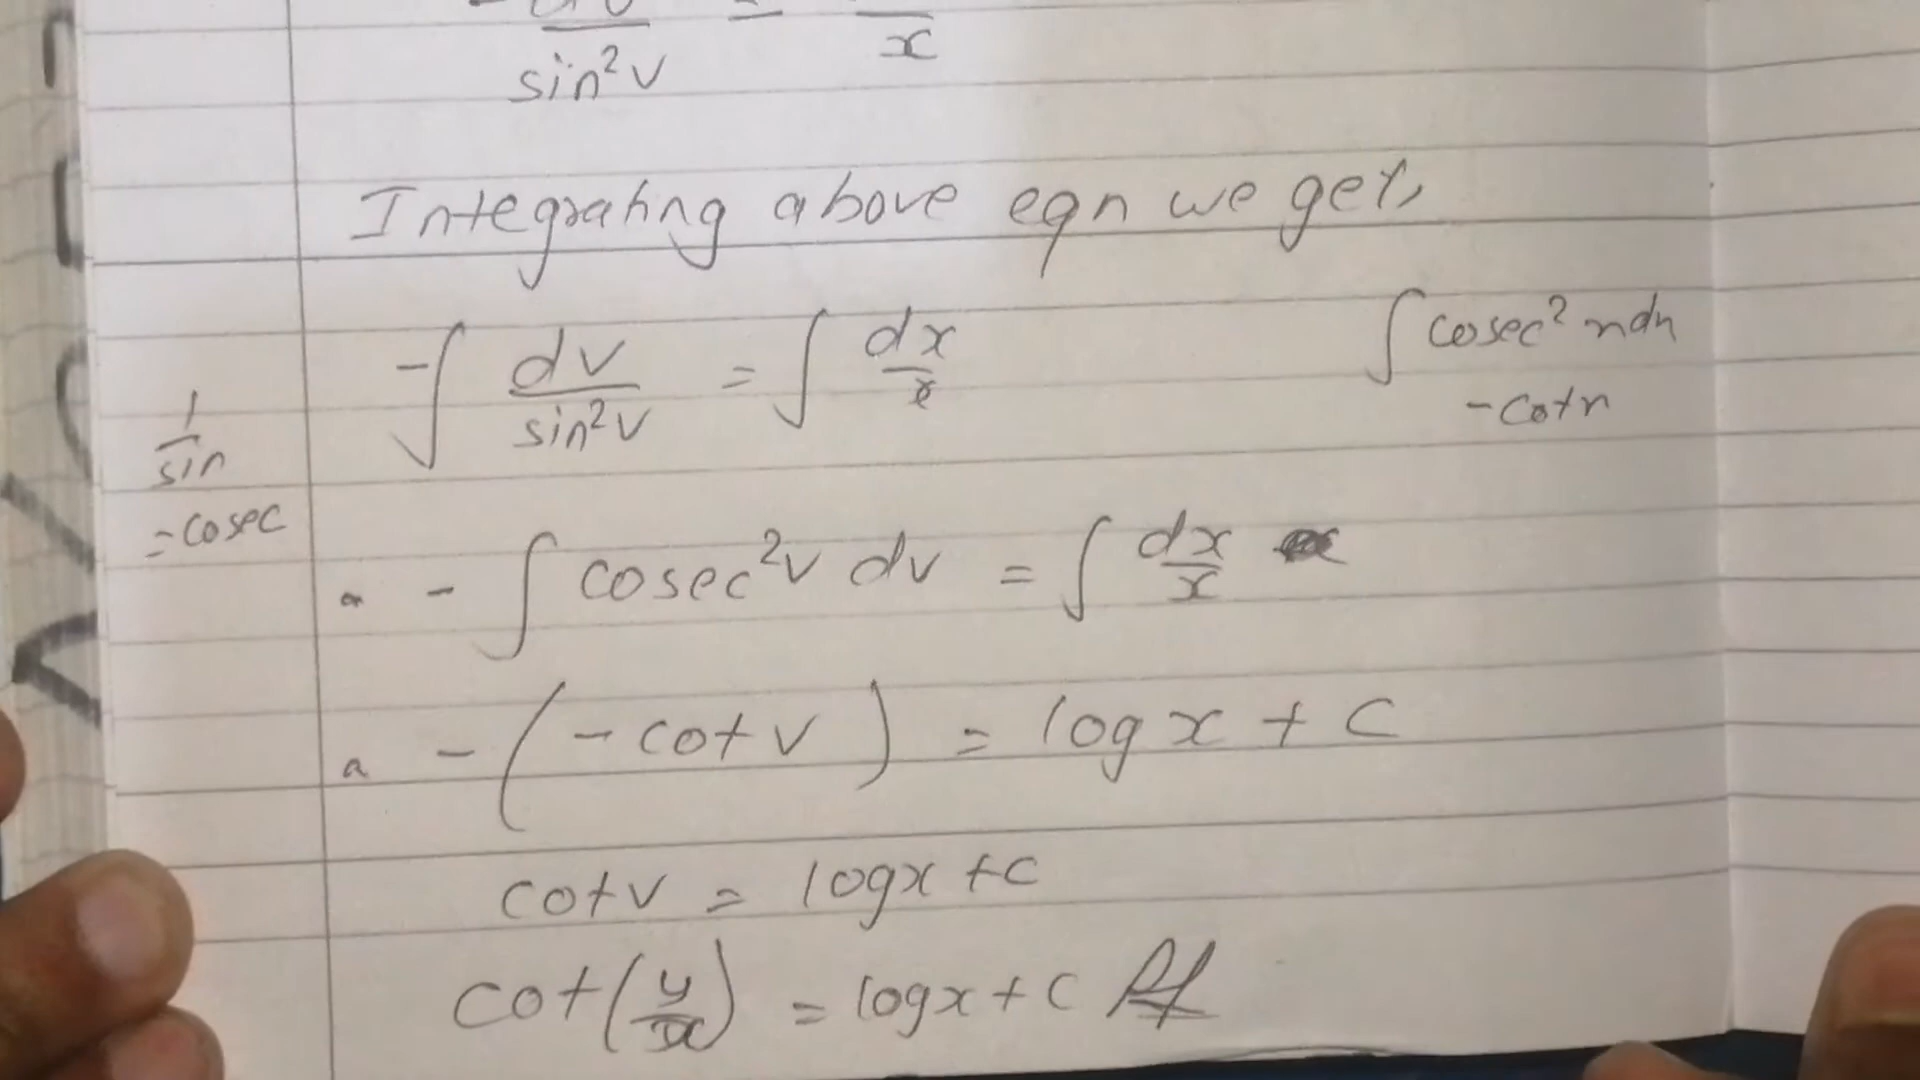 - dv/sin²v = /x
Integrating above eqn we get,
-∫ dv/sin²v = ∫ dx/x
∫ cosec² x dx
- cot x
1/sin
= cosec
- ∫ cosec²v dv = ∫ dx/x
- (- cot v) = log x + c
cot v = log x + c
cot (y/x) = log x + c